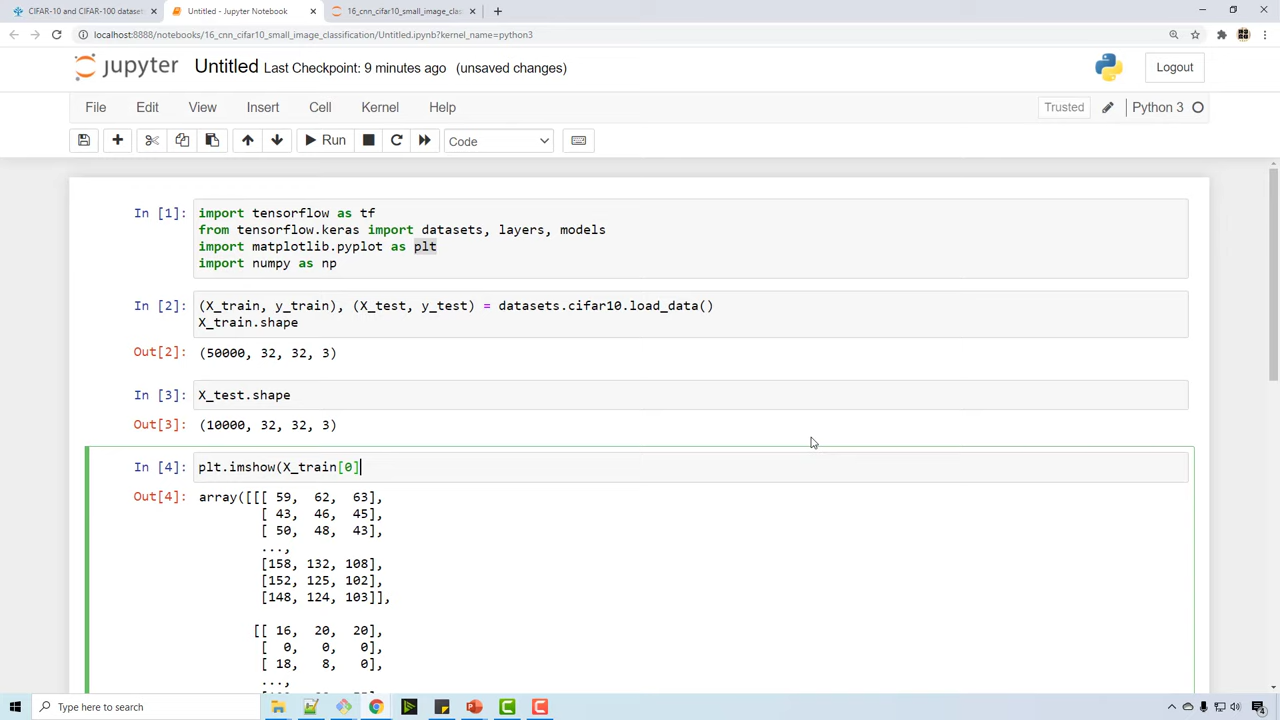 CIFAR-10 and CIFAR-100 dataset
Untitled - Jupyter Notebook
16_cnn_cifar10_small_image_clas
localhost:8888/notebooks/16_cnn_cifar10_small_image_classification/Untitled.ipynb?kernel_name=python3
jupyter Untitled Last Checkpoint: 9 minutes ago (unsaved changes)
Logout
File Edit View Insert Cell Kernel Help
Trusted Python 3
Run Code
In [1]: import tensorflow as tf
from tensorflow.keras import datasets, layers, models
import matplotlib.pyplot as plt
import numpy as np
In [2]: (X_train, y_train), (X_test, y_test) = datasets.cifar10.load_data()
X_train.shape
Out[2]: (50000, 32, 32, 3)
In [3]: X_test.shape
Out[3]: (10000, 32, 32, 3)
In [4]: plt.imshow(X_train[0]
Out[4]: array([[[ 59, 62, 63],
[ 43, 46, 45],
[ 50, 48, 43],
...,
[158, 132, 108],
[152, 125, 102],
[148, 124, 103]],
[[ 16, 20, 20],
[ 0, 0, 0],
[ 18, 8, 0],
...,
Type here to search